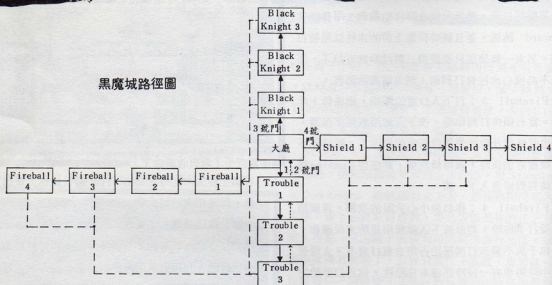 黑魔城路徑圖
Black
Knight 3
Black
Knight 2
Black
Knight 1
3號門
4號
門
大廳
Shield 1
Shield 2
Shield 3
Shield 4
1
2號門
Fireball
4
Fireball
3
Fireball
2
Fireball
1
Trouble
1
Trouble
2
Trouble
3